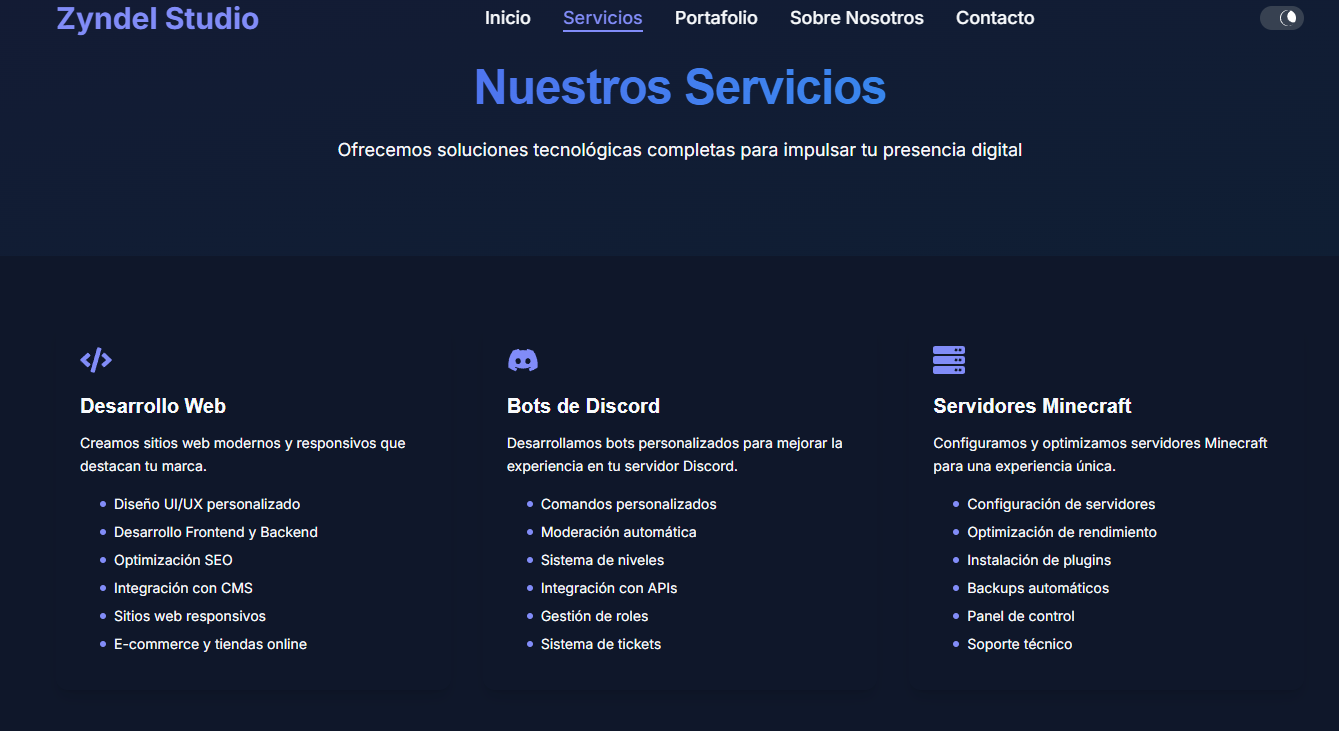 Zyndel Studio
Inicio Servicios Portafolio Sobre Nosotros Contacto
Nuestros Servicios
Ofrecemos soluciones tecnológicas completas para impulsar tu presencia digital
Desarrollo Web
Creamos sitios web modernos y responsivos que
destacan tu marca.
Diseño UI/UX personalizado
Desarrollo Frontend y Backend
Optimización SEO
Integración con CMS
Sitios web responsivos
E-commerce y tiendas online
Bots de Discord
Desarrollamos bots personalizados para mejorar la
experiencia en tu servidor Discord.
Comandos personalizados
Moderación automática
Sistema de niveles
Integración con APIs
Gestión de roles
Sistema de tickets
Servidores Minecraft
Configuramos y optimizamos servidores Minecraft
para una experiencia única.
Configuración de servidores
Optimización de rendimiento
Instalación de plugins
Backups automáticos
Panel de control
Soporte técnico